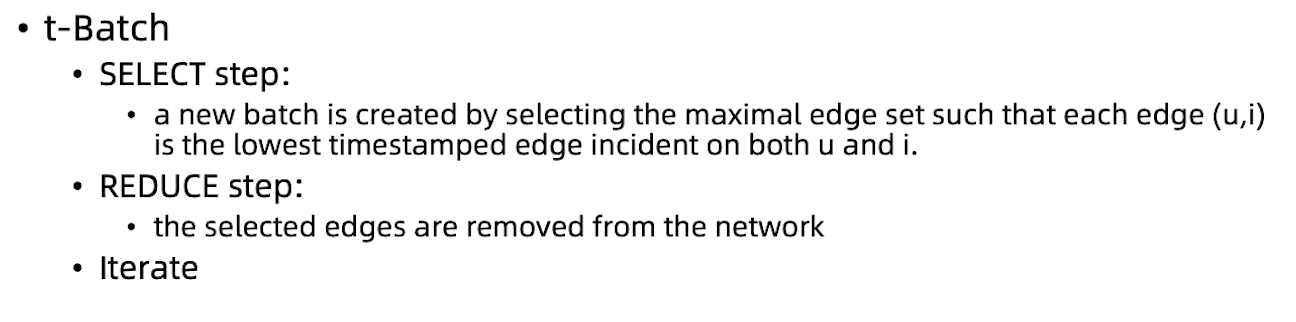 • t-Batch
• SELECT step:
• a new batch is created by selecting the maximal edge set such that each edge (u,i)
is the lowest timestamped edge incident on both u and i.
• REDUCE step:
• the selected edges are removed from the network
• Iterate